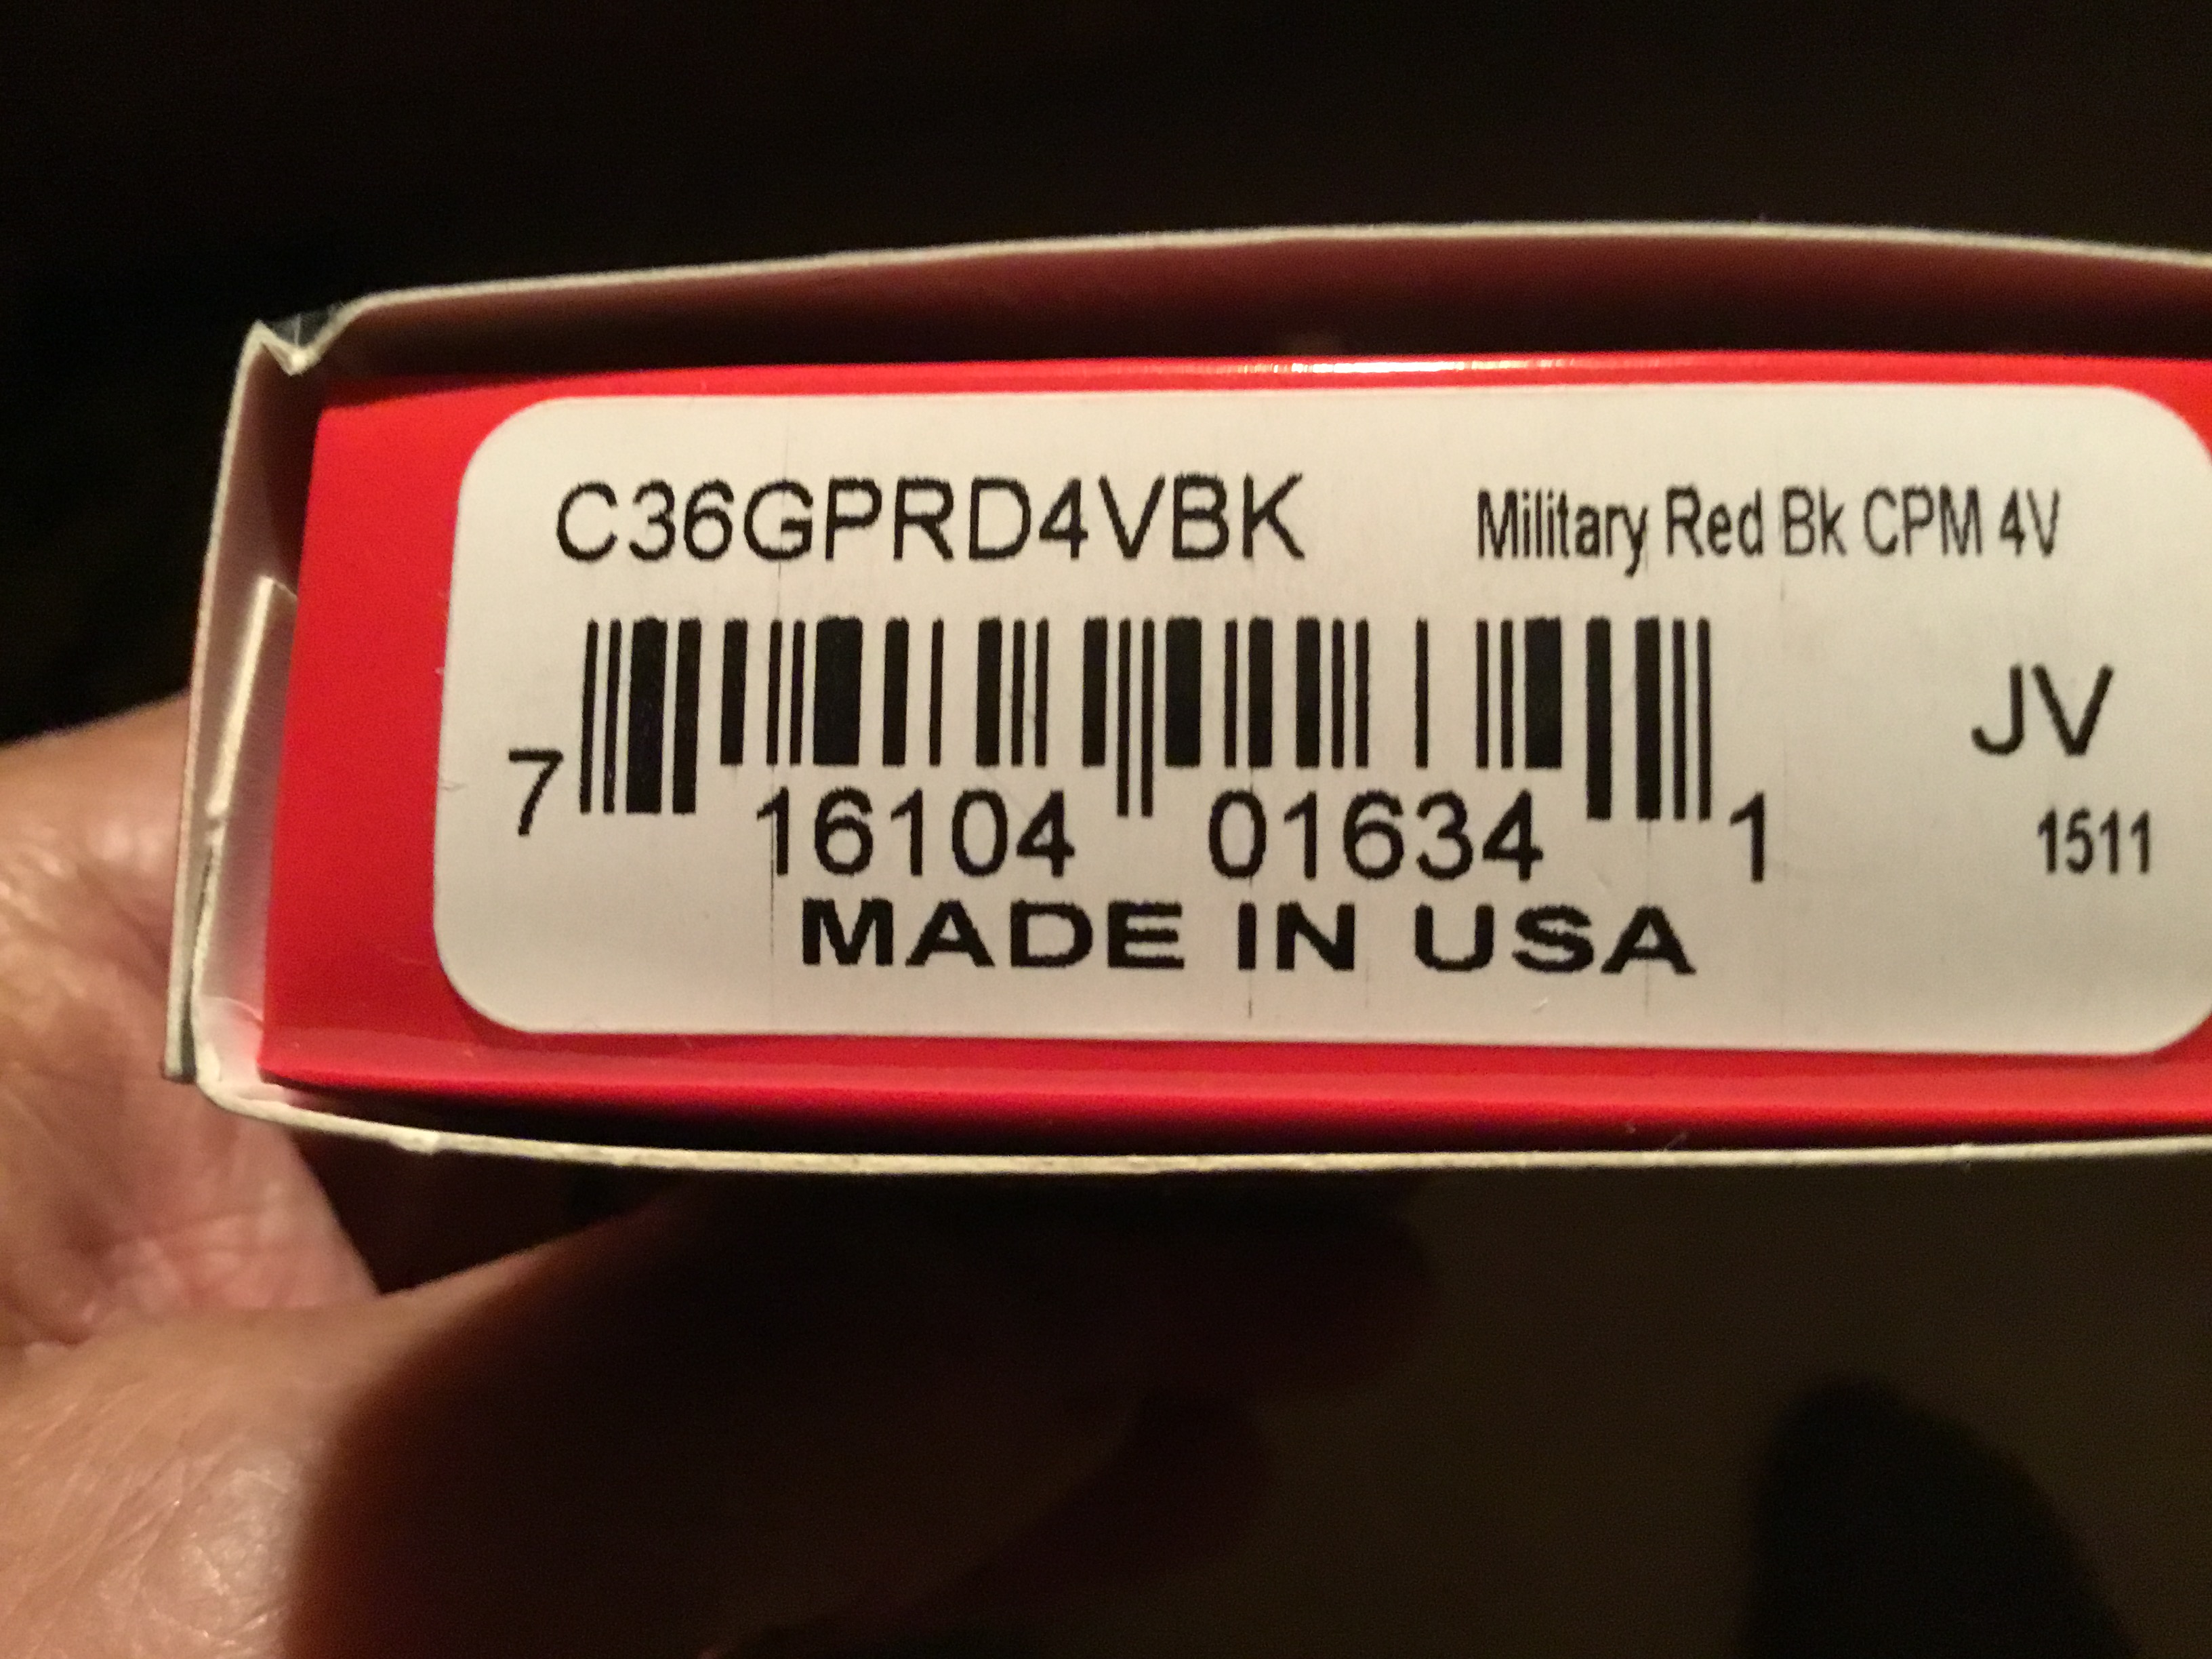 C36GPRD4VBK Military Red Bk CPM 4V
JV
7 16104 01634 1 1511
MADE IN USA